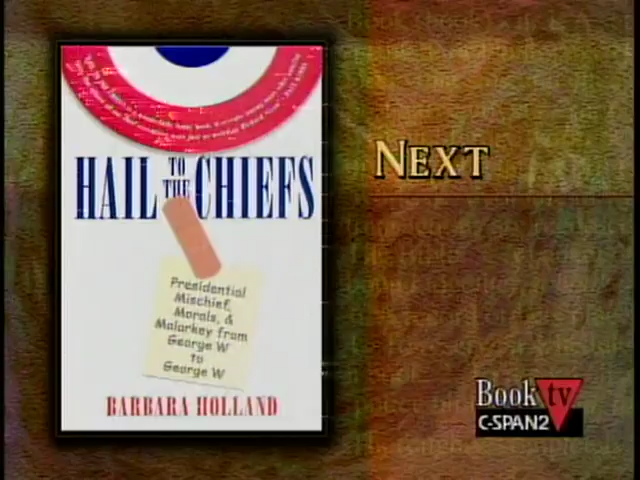 HAIL TO THE CHIEFS
Presidential
Mischief,
Morals, &
Malarkey from
George W
to
George W
BARBARA HOLLAND
NEXT
Book tv
C-SPAN2